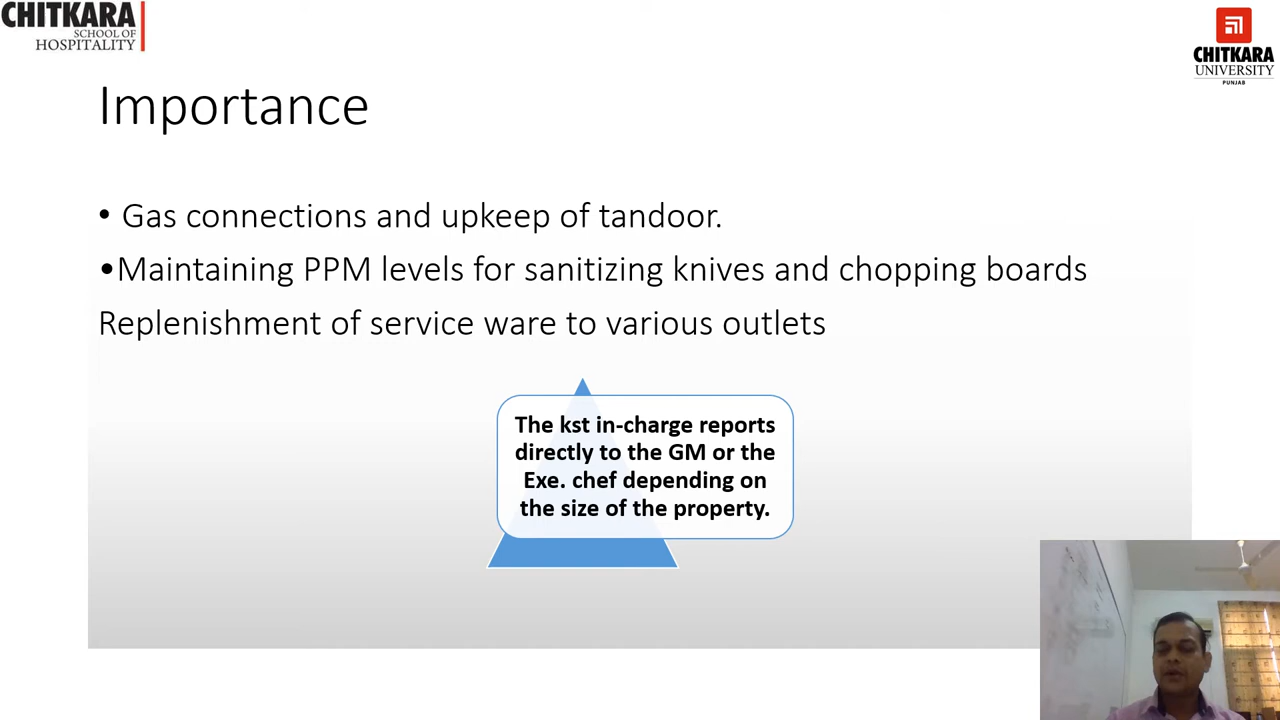 CHITKARA
SCHOOL OF
HOSPITALITY
CHITKARA
UNIVERSITY
PUNJAB
Importance
• Gas connections and upkeep of tandoor.
•Maintaining PPM levels for sanitizing knives and chopping boards
Replenishment of service ware to various outlets
The kst in-charge reports
directly to the GM or the
Exe. chef depending on
the size of the property.